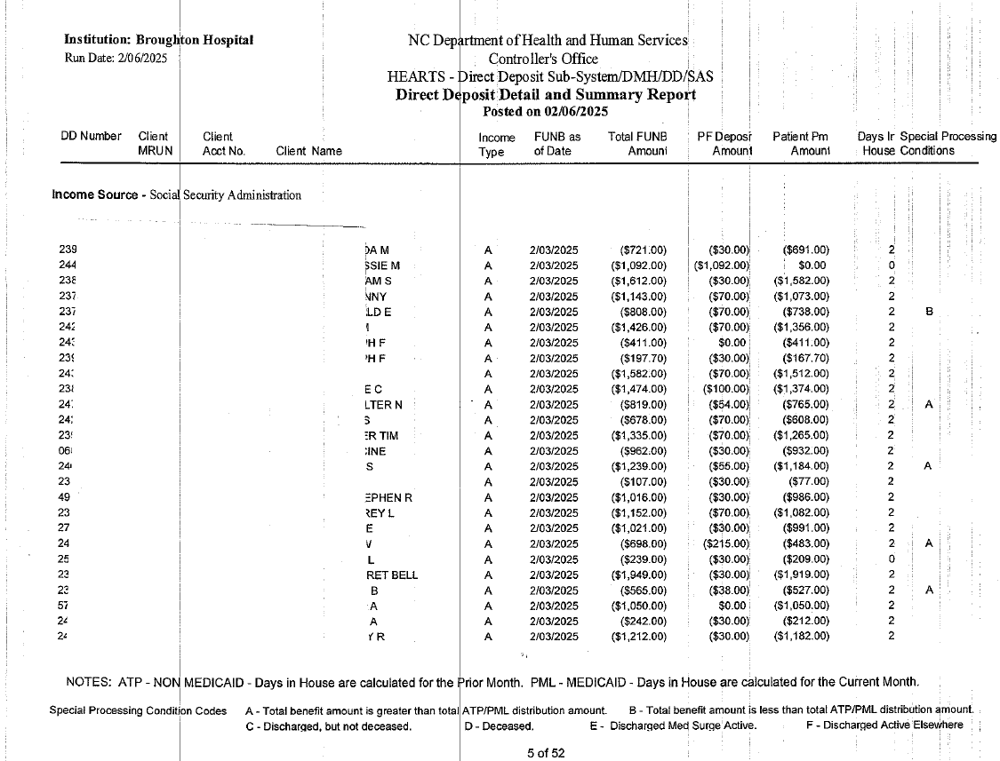 Institution: Broughton Hospital
Run Date: 2/06/2025
NC Department of Health and Human Services
Controller's Office
HEARTS - Direct Deposit Sub-System/DMH/DD/SAS
Direct Deposit Detail and Summary Report
Posted on 02/06/2025
DD Number Client Client Income FUNB as Total FUNB PF Deposi Patient Pm Days Ir Special Processing
MRUN Acct No. Client Name Type of Date Amount Amount Amount House Conditions
Income Source - Social Security Administration
239 DA M A 2/03/2025 ($721.00) ($30.00) ($691.00) 2
244 SSIE M A 2/03/2025 ($1,092.00) ($1,092.00) $0.00 0
238 AM S A 2/03/2025 ($1,612.00) ($30.00) ($1,582.00) 2
237 NNY A 2/03/2025 ($1,143.00) ($70.00) ($1,073.00) 2
237 LD E A 2/03/2025 ($808.00) ($70.00) ($738.00) 2 B
242 A 2/03/2025 ($1,426.00) ($70.00) ($1,356.00) 2
243 H F A 2/03/2025 ($411.00) $0.00 ($411.00) 2
239 H F A 2/03/2025 ($197.70) ($30.00) ($167.70) 2
24 A 2/03/2025 ($1,582.00) ($70.00) ($1,512.00) 2
23 E C A 2/03/2025 ($1,474.00) ($100.00) ($1,374.00) 2
24 LTER N A 2/03/2025 ($819.00) ($54.00) ($765.00) 2 A
24 S A 2/03/2025 ($678.00) ($70.00) ($608.00) 2
23 ER TIM A 2/03/2025 ($1,335.00) ($70.00) ($1,265.00) 2
06 INE A 2/03/2025 ($962.00) ($30.00) ($932.00) 2
24 S A 2/03/2025 ($1,239.00) ($55.00) ($1,184.00) 2 A
23 A 2/03/2025 ($107.00) ($30.00) ($77.00) 2
49 EPHEN R A 2/03/2025 ($1,016.00) ($30.00) ($986.00) 2
23 REY L A 2/03/2025 ($1,152.00) ($70.00) ($1,082.00) 2
27 E A 2/03/2025 ($1,021.00) ($30.00) ($991.00) 2
24 V A 2/03/2025 ($698.00) ($215.00) ($483.00) 2 A
25 L A 2/03/2025 ($239.00) ($30.00) ($209.00) 0
23 RET BELL A 2/03/2025 ($1,949.00) ($30.00) ($1,919.00) 2
23 B A 2/03/2025 ($565.00) ($38.00) ($527.00) 2 A
57 A A 2/03/2025 ($1,050.00) $0.00 ($1,050.00) 2
24 A A 2/03/2025 ($242.00) ($30.00) ($212.00) 2
24 Y R A 2/03/2025 ($1,212.00) ($30.00) ($1,182.00) 2
NOTES: ATP - NON MEDICAID - Days in House are calculated for the Prior Month. PML - MEDICAID - Days in House are calculated for the Current Month.
Special Processing Condition Codes A - Total benefit amount is greater than total ATP/PML distribution amount. B - Total benefit amount is less than total ATP/PML distribution amount.
C - Discharged, but not deceased. D - Deceased. E - Discharged Med Surge Active. F - Discharged Active Elsewhere
5 of 52